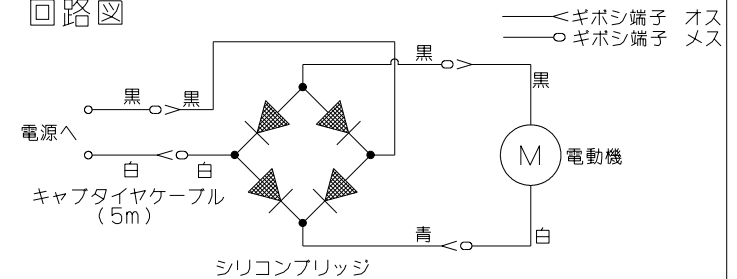 回路図
ギボシ端子 オス
ギボシ端子 メス
黒
黒
黒
黒
電源へ
M
電動機
白
白
キャブタイヤケーブル
（5m）
青
白
シリコンブリッジ